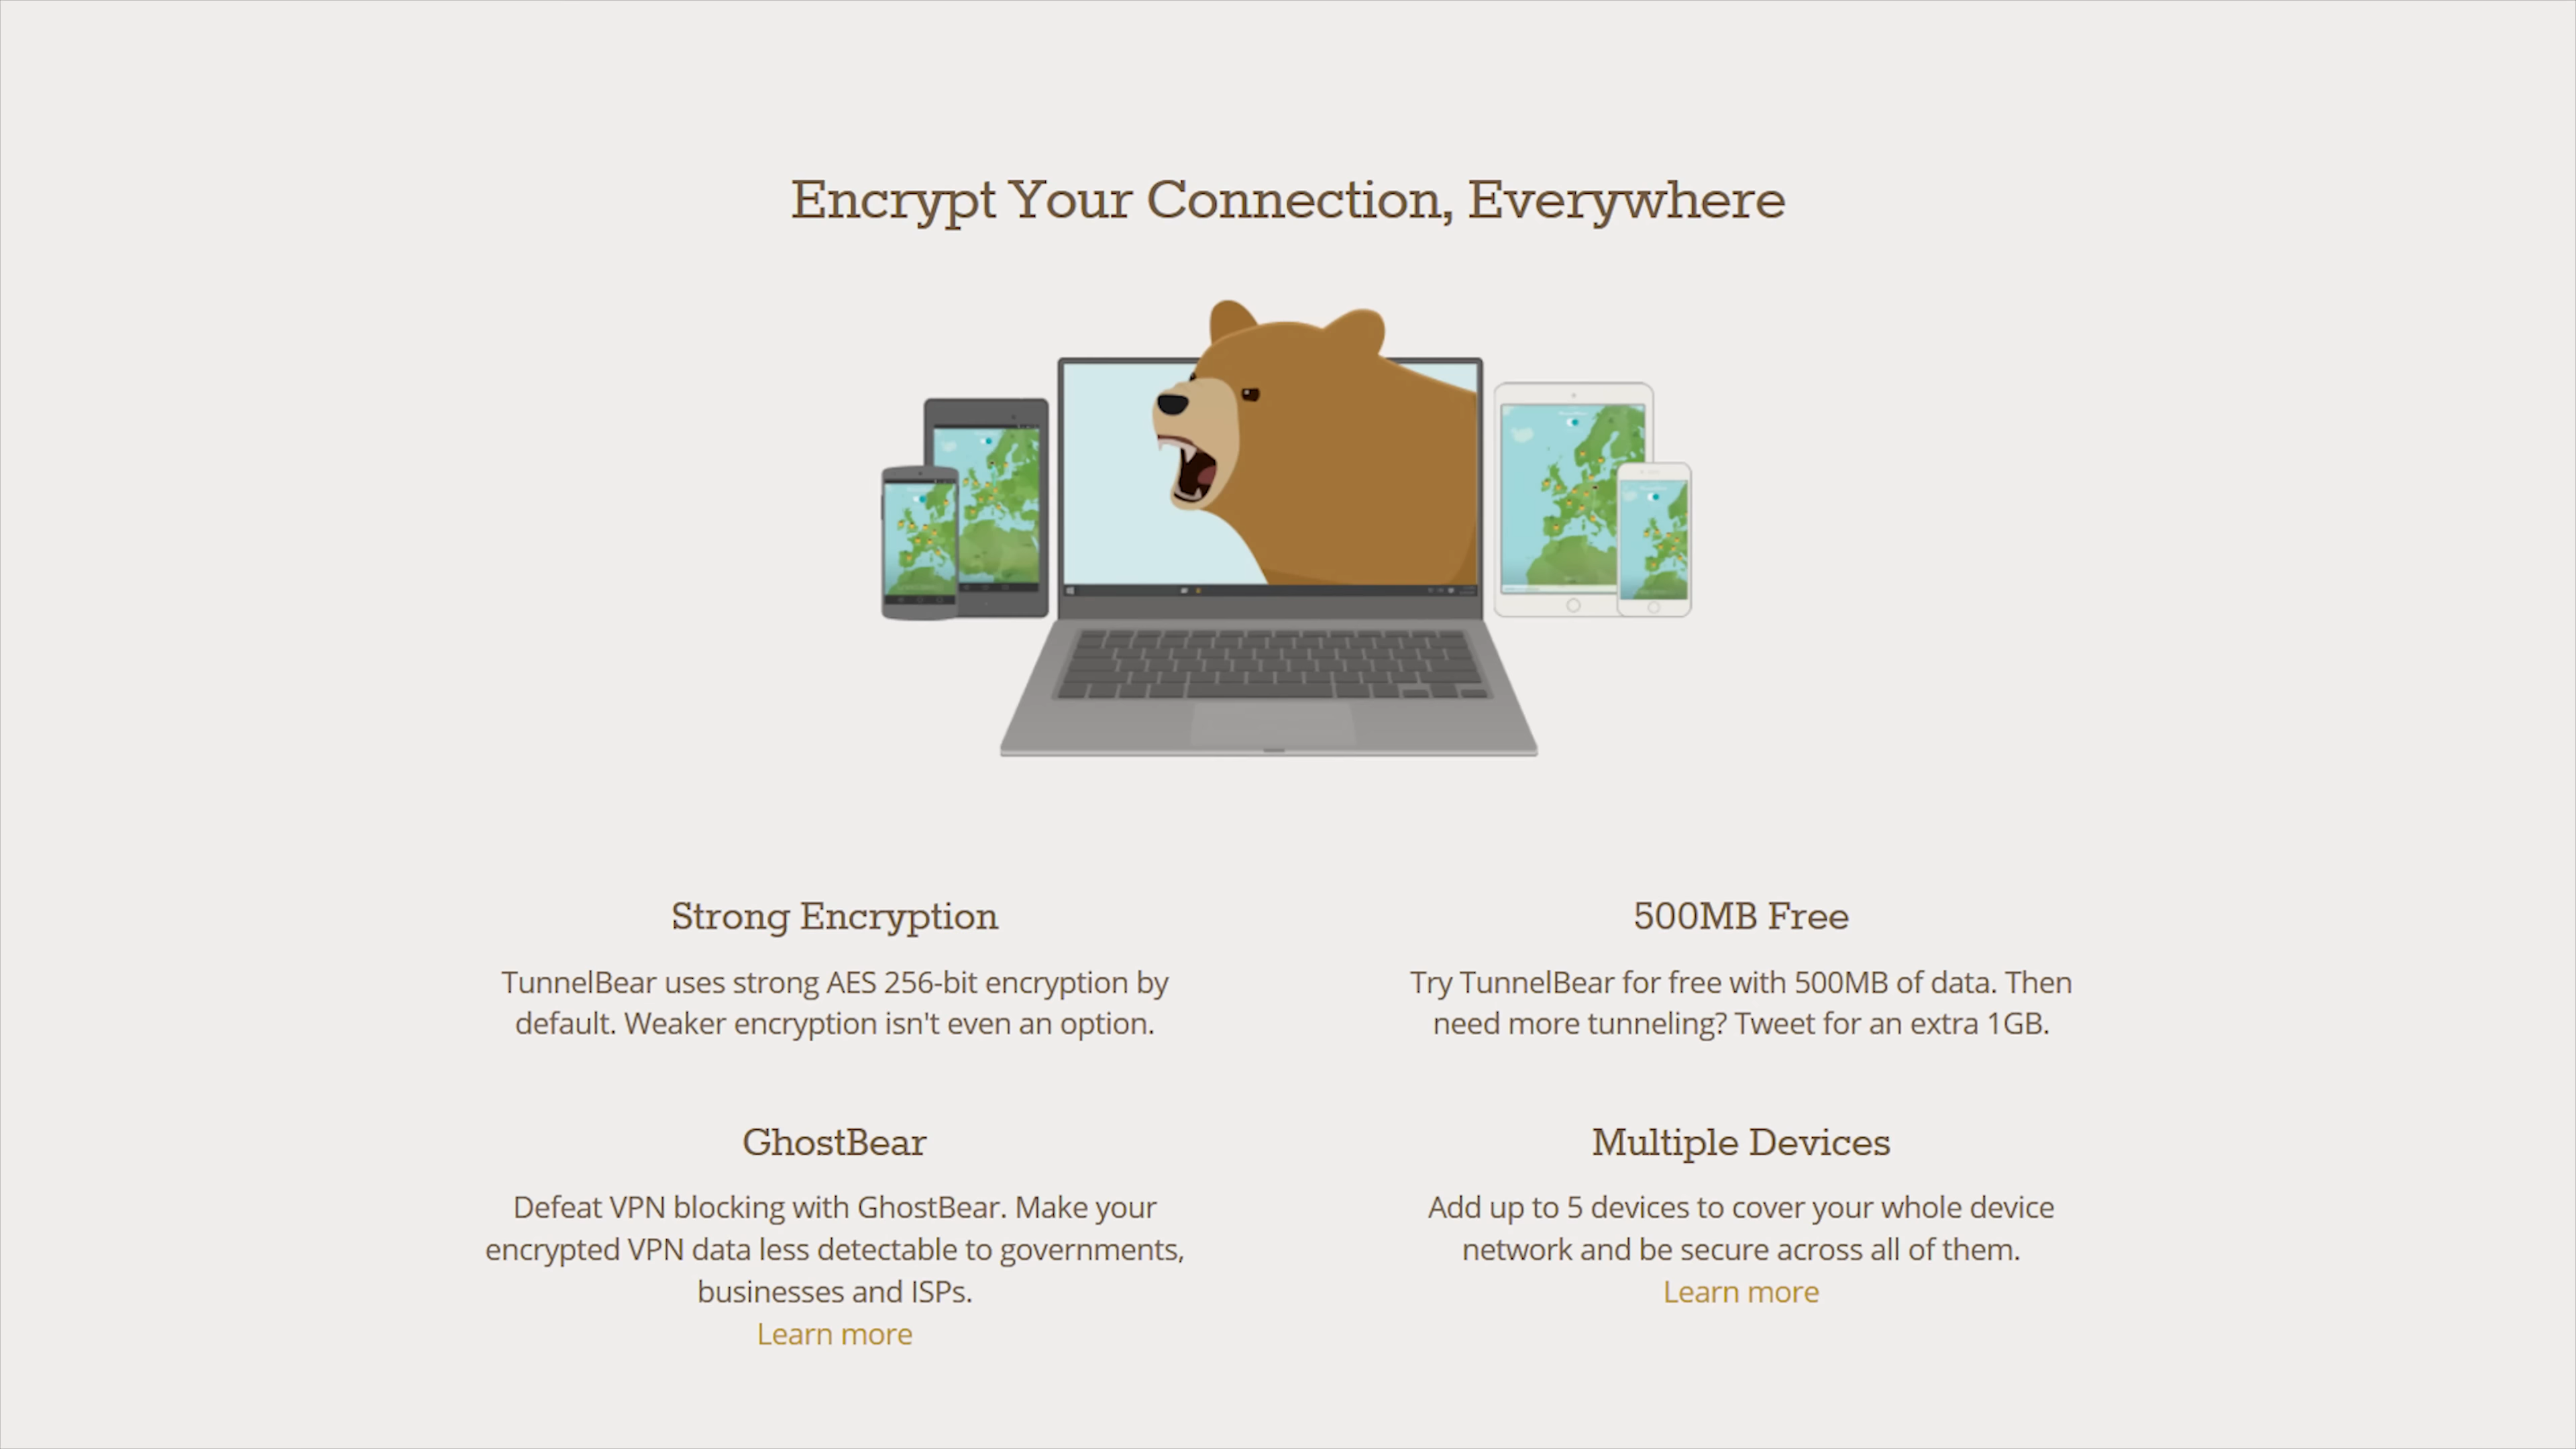 Encrypt Your Connection, Everywhere
Strong Encryption
TunnelBear uses strong AES 256-bit encryption by
default. Weaker encryption isn't even an option.
500MB Free
Try TunnelBear for free with 500MB of data. Then
need more tunneling? Tweet for an extra 1GB.
GhostBear
Defeat VPN blocking with GhostBear. Make your
encrypted VPN data less detectable to governments,
businesses and ISPs.
Learn more
Multiple Devices
Add up to 5 devices to cover your whole device
network and be secure across all of them.
Learn more